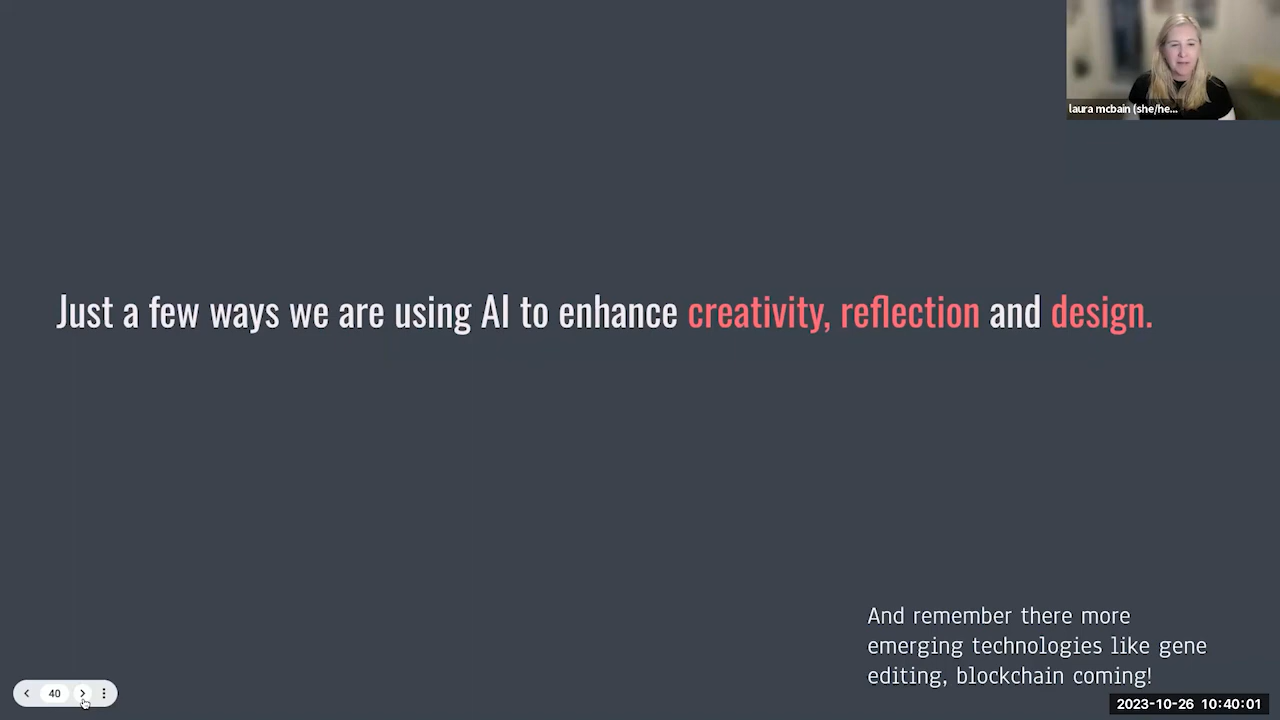 laura mcbain (she/he...
Just a few ways we are using AI to enhance creativity, reflection and design.
And remember there more
emerging technologies like gene
editing, blockchain coming!
40
2023-10-26 10:40:01